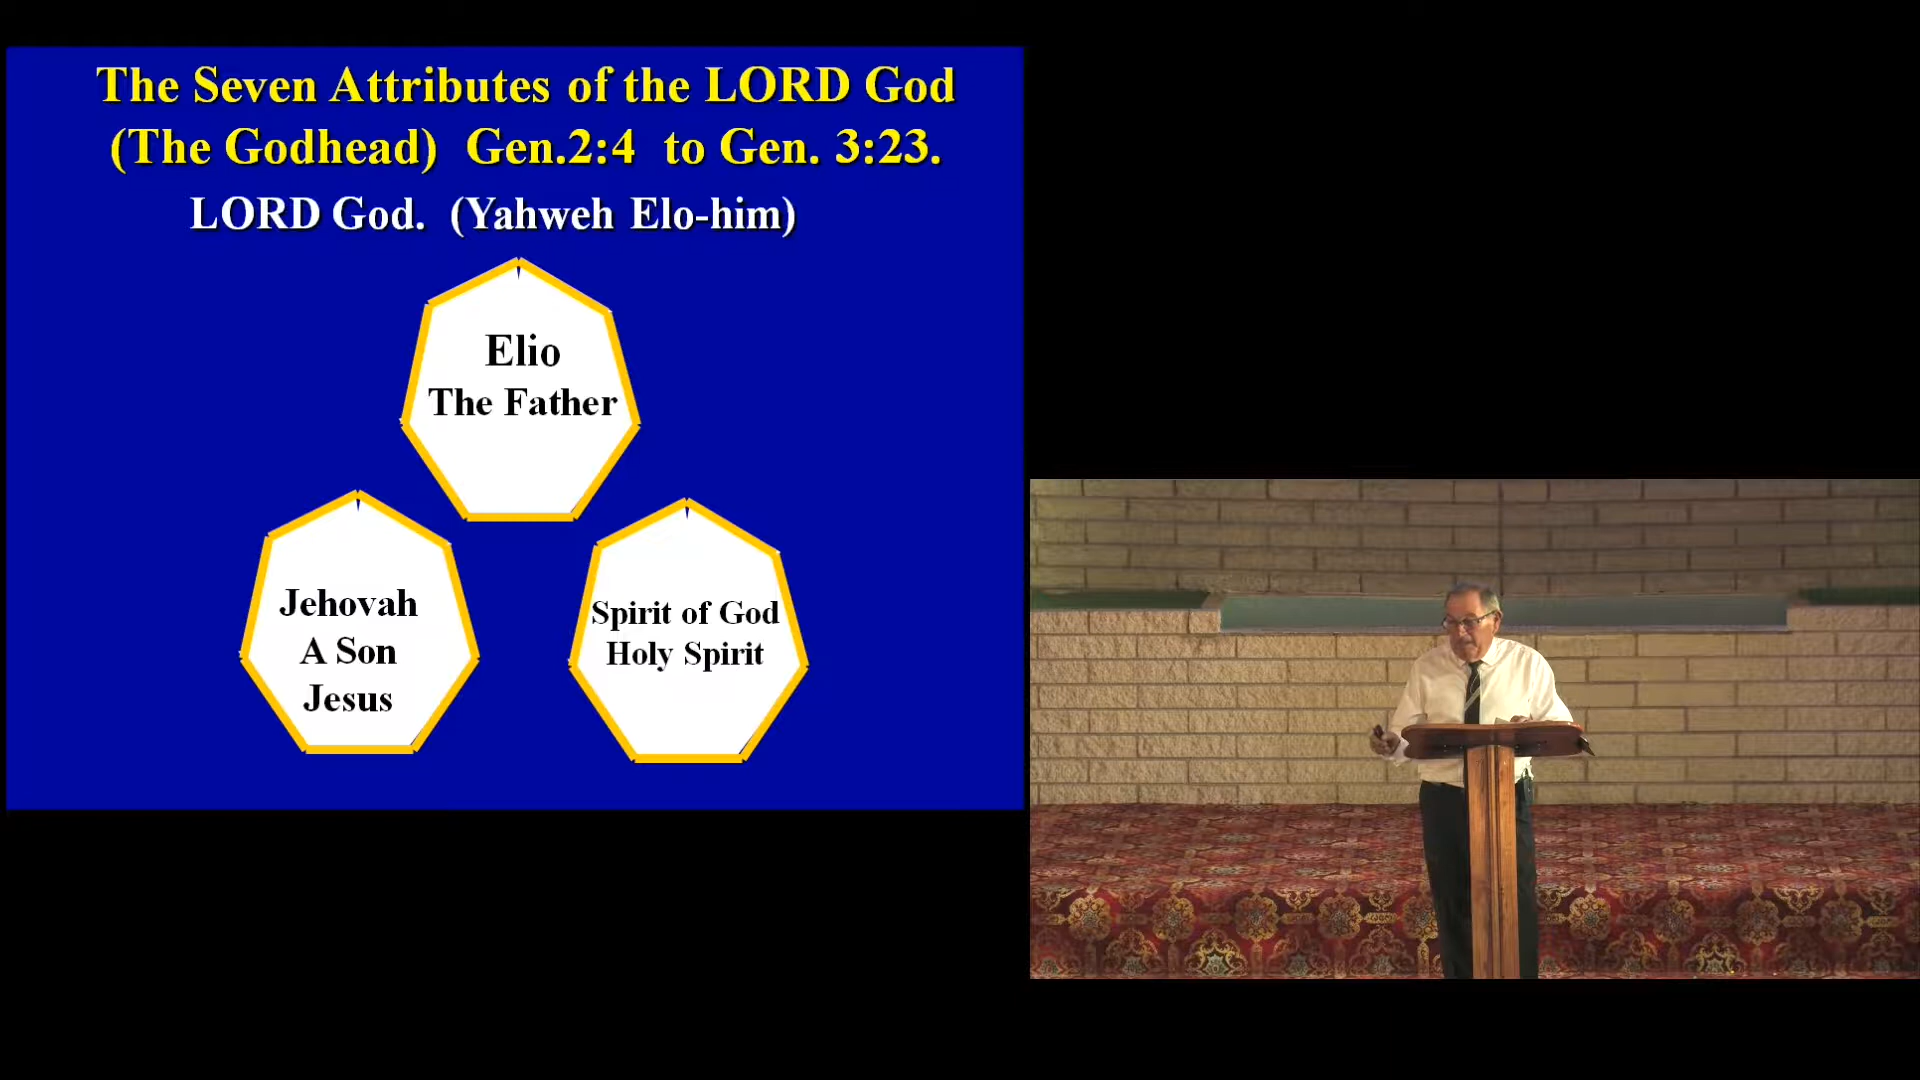 The Seven Attributes of the LORD God
(The Godhead) Gen.2:4 to Gen. 3:23.
LORD God. (Yahweh Elo-him)
Elio
The Father
Jehovah
A Son
Jesus
Spirit of God
Holy Spirit